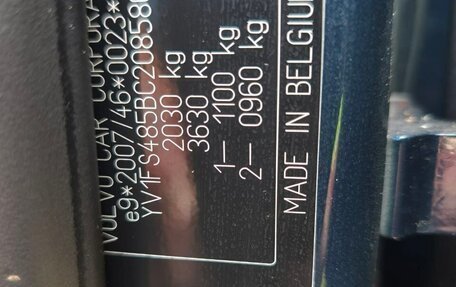 VOLVO CAR CORPORA
e9*2007/46*0023*
YV1FS485BC208586
2030 kg
3630 kg
1– 1100 kg
2– 0960 kg
MADE IN BELGIUM